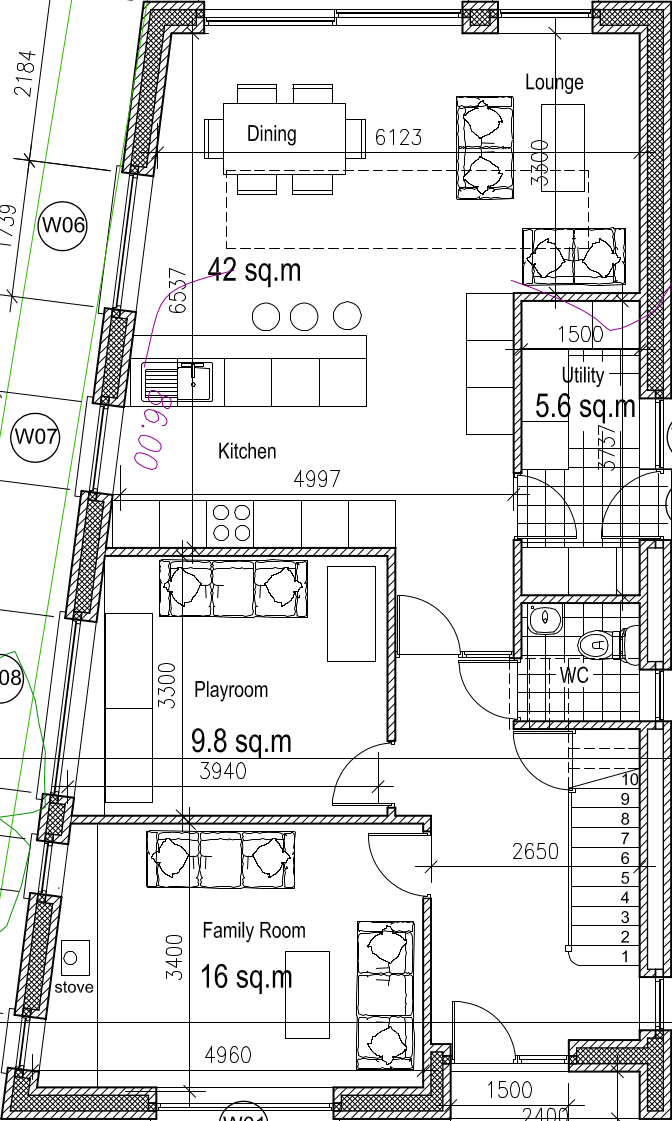 2184
Lounge
Dining
6123
3300
W06
1739
42 sq.m
6537
1500
Utility
5.6 sq.m
86.00
W07
3737
Kitchen
4997
08
WC
3300
Playroom
9.8 sq.m
3940
10
9
8
7
6
5
4
3
2
1
2650
Family Room
3400
16 sq.m
stove
4960
1500
2400
W01